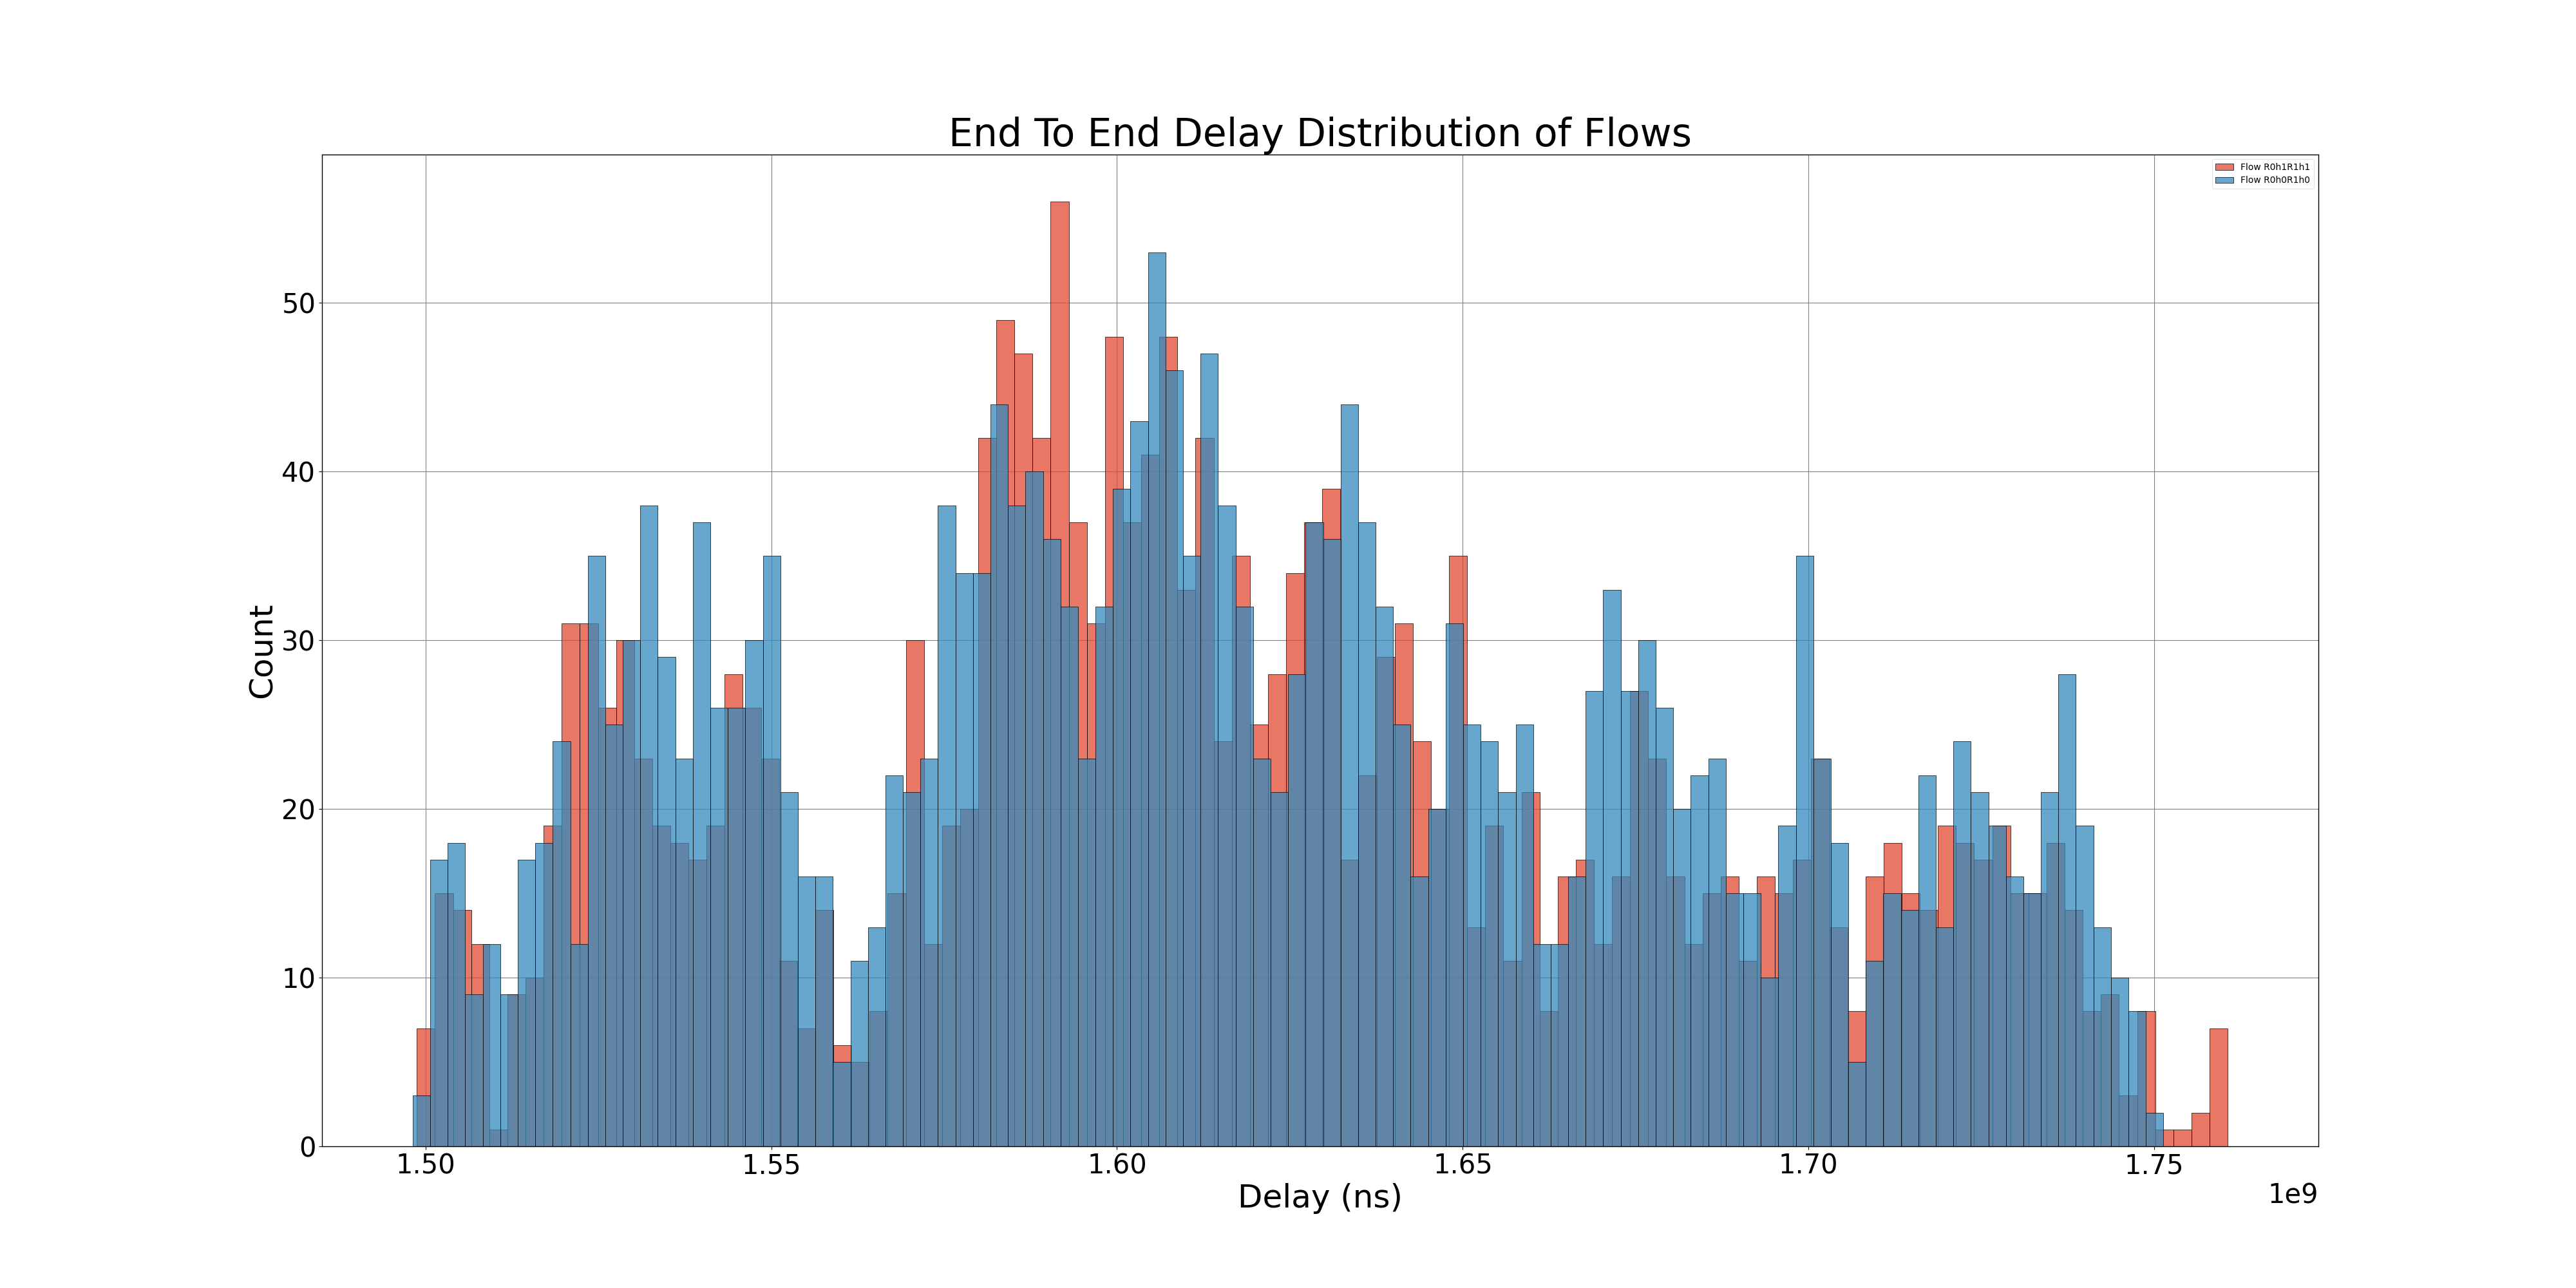 End To End Delay Distribution of Flows
Flow R0h1R1h1
Flow R0h0R1h0
50
40
30
20
10
0
Count
1.50 1.55 1.60 1.65 1.70 1.75
Delay (ns)
1e9